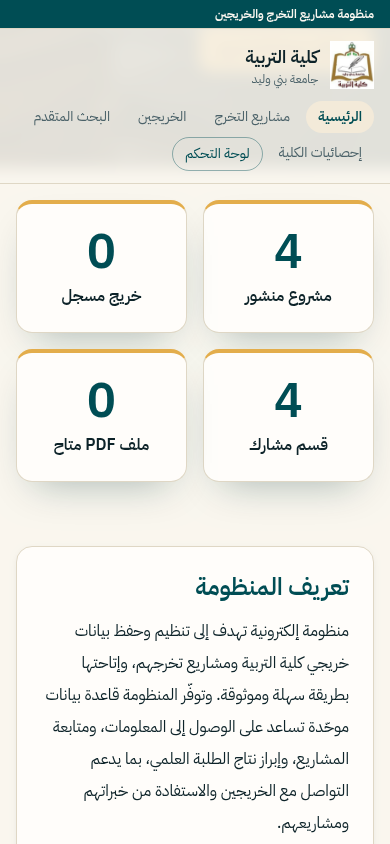 منظومة مشاريع التخرج والخريجين
كلية التربية
جامعة بني وليد
كلية التربية
الرئيسية
مشاريع التخرج
الخريجين
البحث المتقدم
إحصائيات الكلية
لوحة التحكم
4
مشروع منشور
0
خريج مسجل
4
قسم مشارك
0
ملف PDF متاح
تعريف المنظومة
منظومة إلكترونية تهدف إلى تنظيم وحفظ بيانات
خريجي كلية التربية ومشاريع تخرجهم، وإتاحتها
بطريقة سهلة وموثوقة. وتوفّر المنظومة قاعدة بيانات
موحّدة تساعد على الوصول إلى المعلومات، ومتابعة
المشاريع، وإبراز نتاج الطلبة العلمي، بما يدعم
التواصل مع الخريجين والاستفادة من خبراتهم
ومشاريعهم.